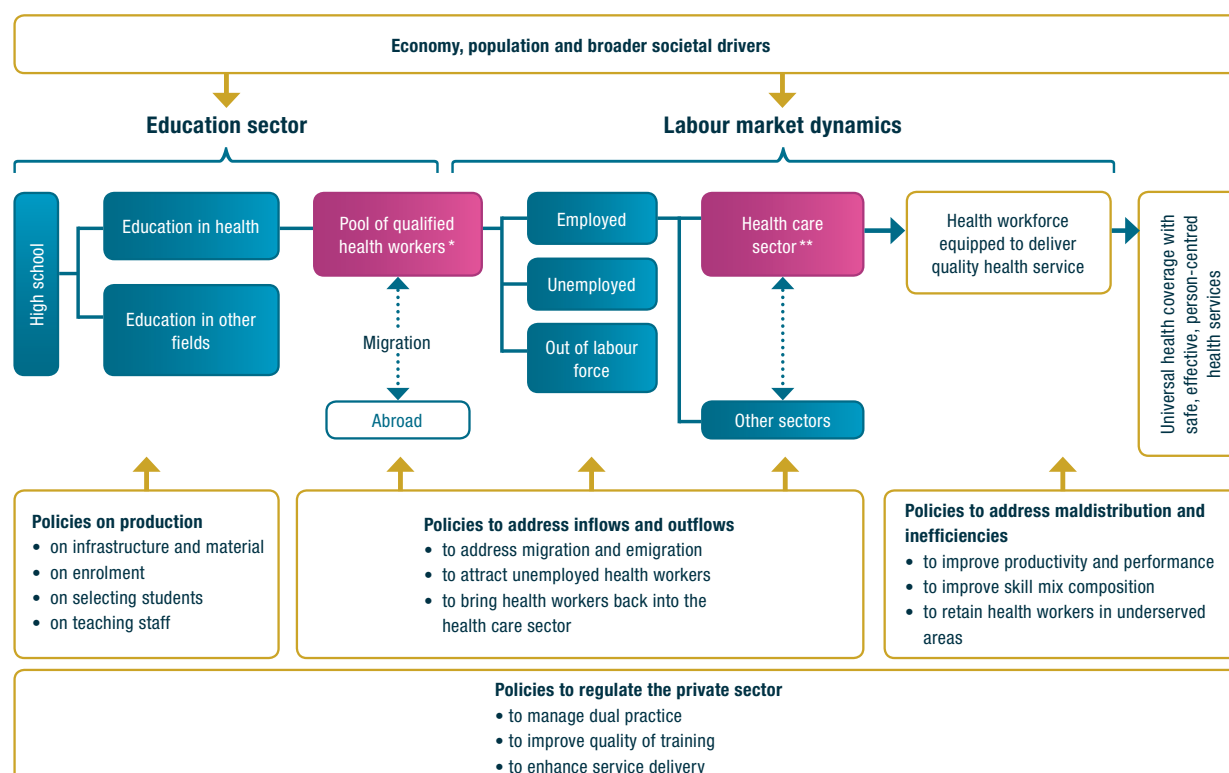 Economy, population and broader societal drivers
Education sector
Labour market dynamics
High school
Education in health
Education in other
fields
Pool of qualified
health workers *
Migration
Abroad
Employed
Unemployed
Out of labour
force
Health care
sector **
Other sectors
Health workforce
equipped to deliver
quality health service
Universal health coverage with
safe, effective, person-centred
health services
Policies on production
• on infrastructure and material
• on enrolment
• on selecting students
• on teaching staff
Policies to address inflows and outflows
• to address migration and emigration
• to attract unemployed health workers
• to bring health workers back into the
health care sector
Policies to address maldistribution and
inefficiencies
• to improve productivity and performance
• to improve skill mix composition
• to retain health workers in underserved
areas
Policies to regulate the private sector
• to manage dual practice
• to improve quality of training
• to enhance service delivery